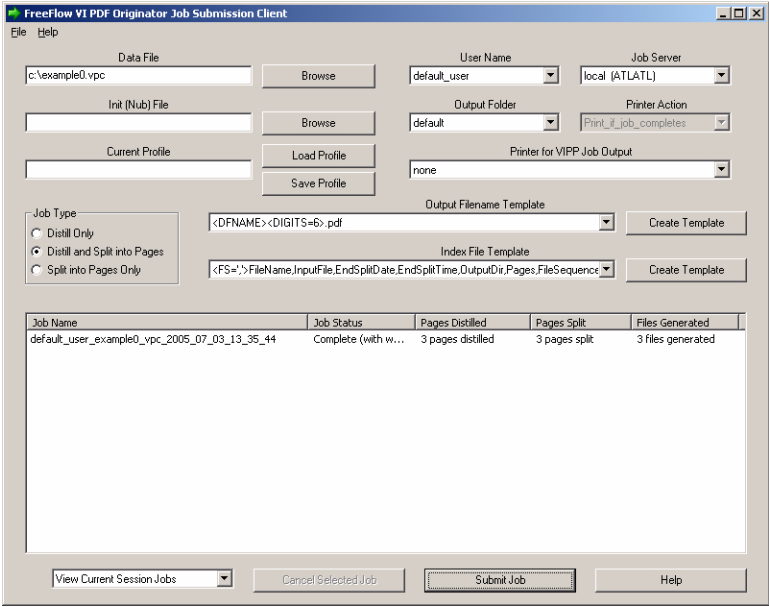 FreeFlow VI PDF Originator Job Submission Client
File Help
Data File
User Name
Job Server
c:\example0.vpc
Browse
default_user
local (ATLATL)
Init (Nub) File
Output Folder
Printer Action
Browse
default
Print_if_job_completes
Current Profile
Load Profile
Printer for VIPP Job Output
none
Save Profile
Output Filename Template
Job Type
Distill Only
Distill and Split into Pages
Split into Pages Only
<DFNAME><DIGITS=6>.pdf
Create Template
Index File Template
<FS=','>FileName,InputFile,EndSplitDate,EndSplitTime,OutputDir,Pages,FileSequence
Create Template
Job Name Job Status Pages Distilled Pages Split Files Generated
default_user_example0_vpc_2005_07_03_13_35_44 Complete (with w... 3 pages distilled 3 pages split 3 files generated
View Current Session Jobs
Cancel Selected Job
Submit Job
Help